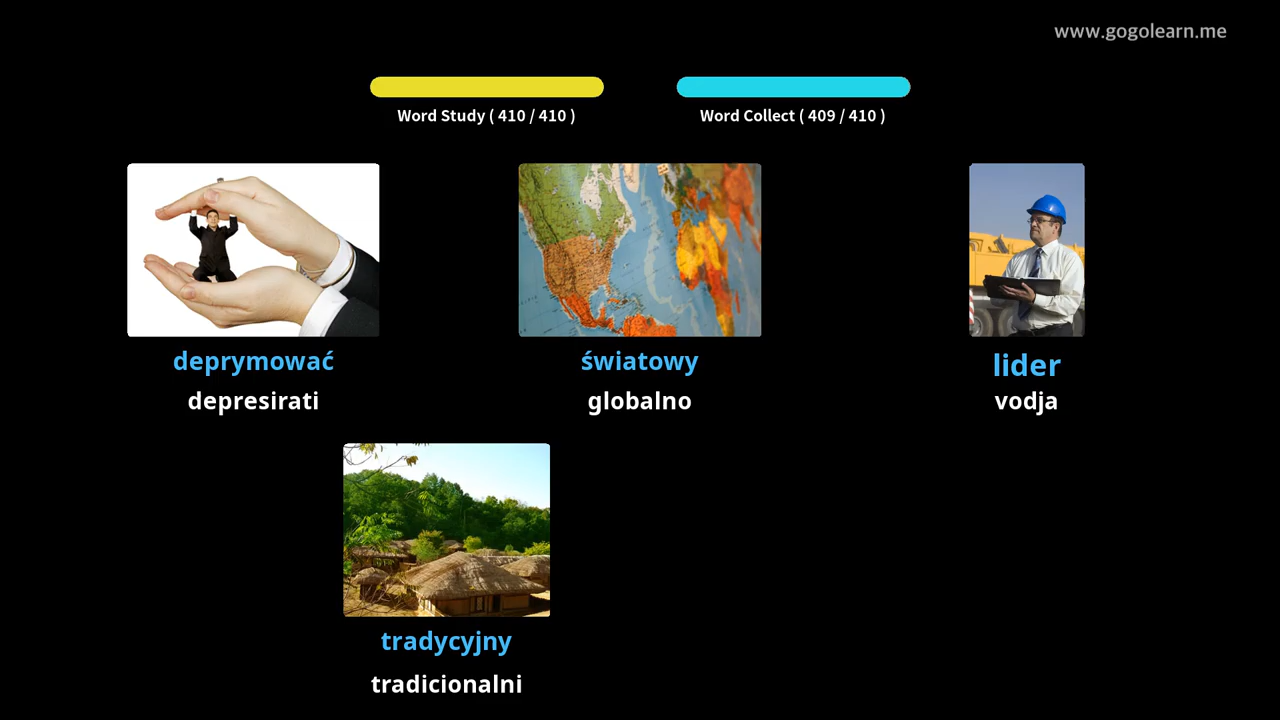 www.gogolearn.me
Word Study ( 410 / 410 )
Word Collect ( 409 / 410 )
deprymować
światowy
lider
depresirati
globalno
vodja
tradycyjny
tradicionalni